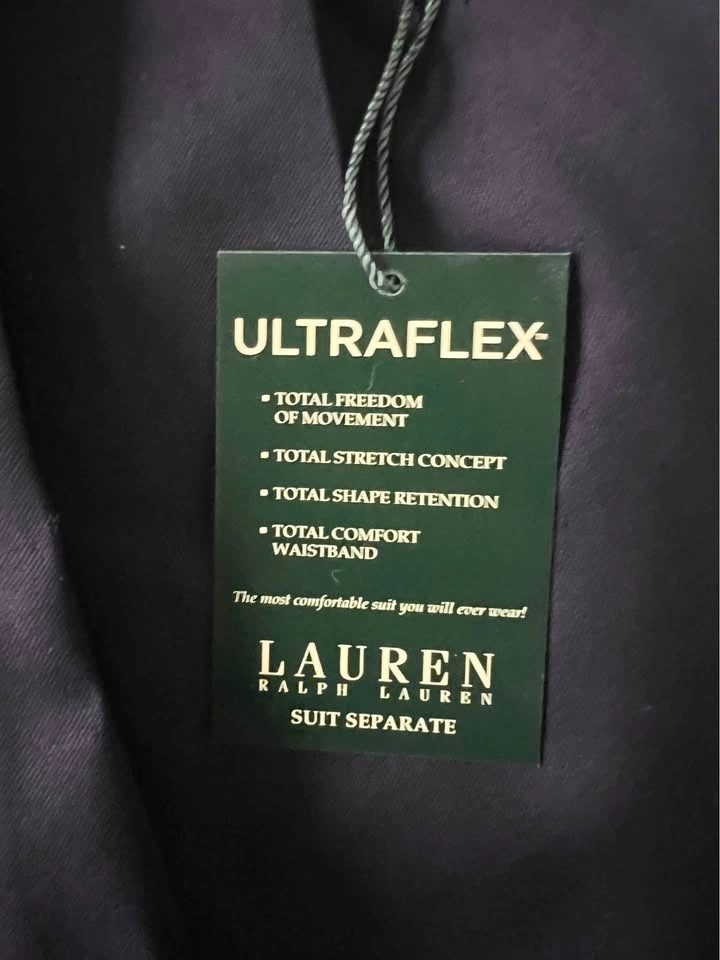 ULTRAFLEX
• TOTAL FREEDOM
OF MOVEMENT
• TOTAL STRETCH CONCEPT
• TOTAL SHAPE RETENTION
• TOTAL COMFORT
WAISTBAND
The most comfortable suit you will ever wear!
LAUREN
RALPH LAUREN
SUIT SEPARATE